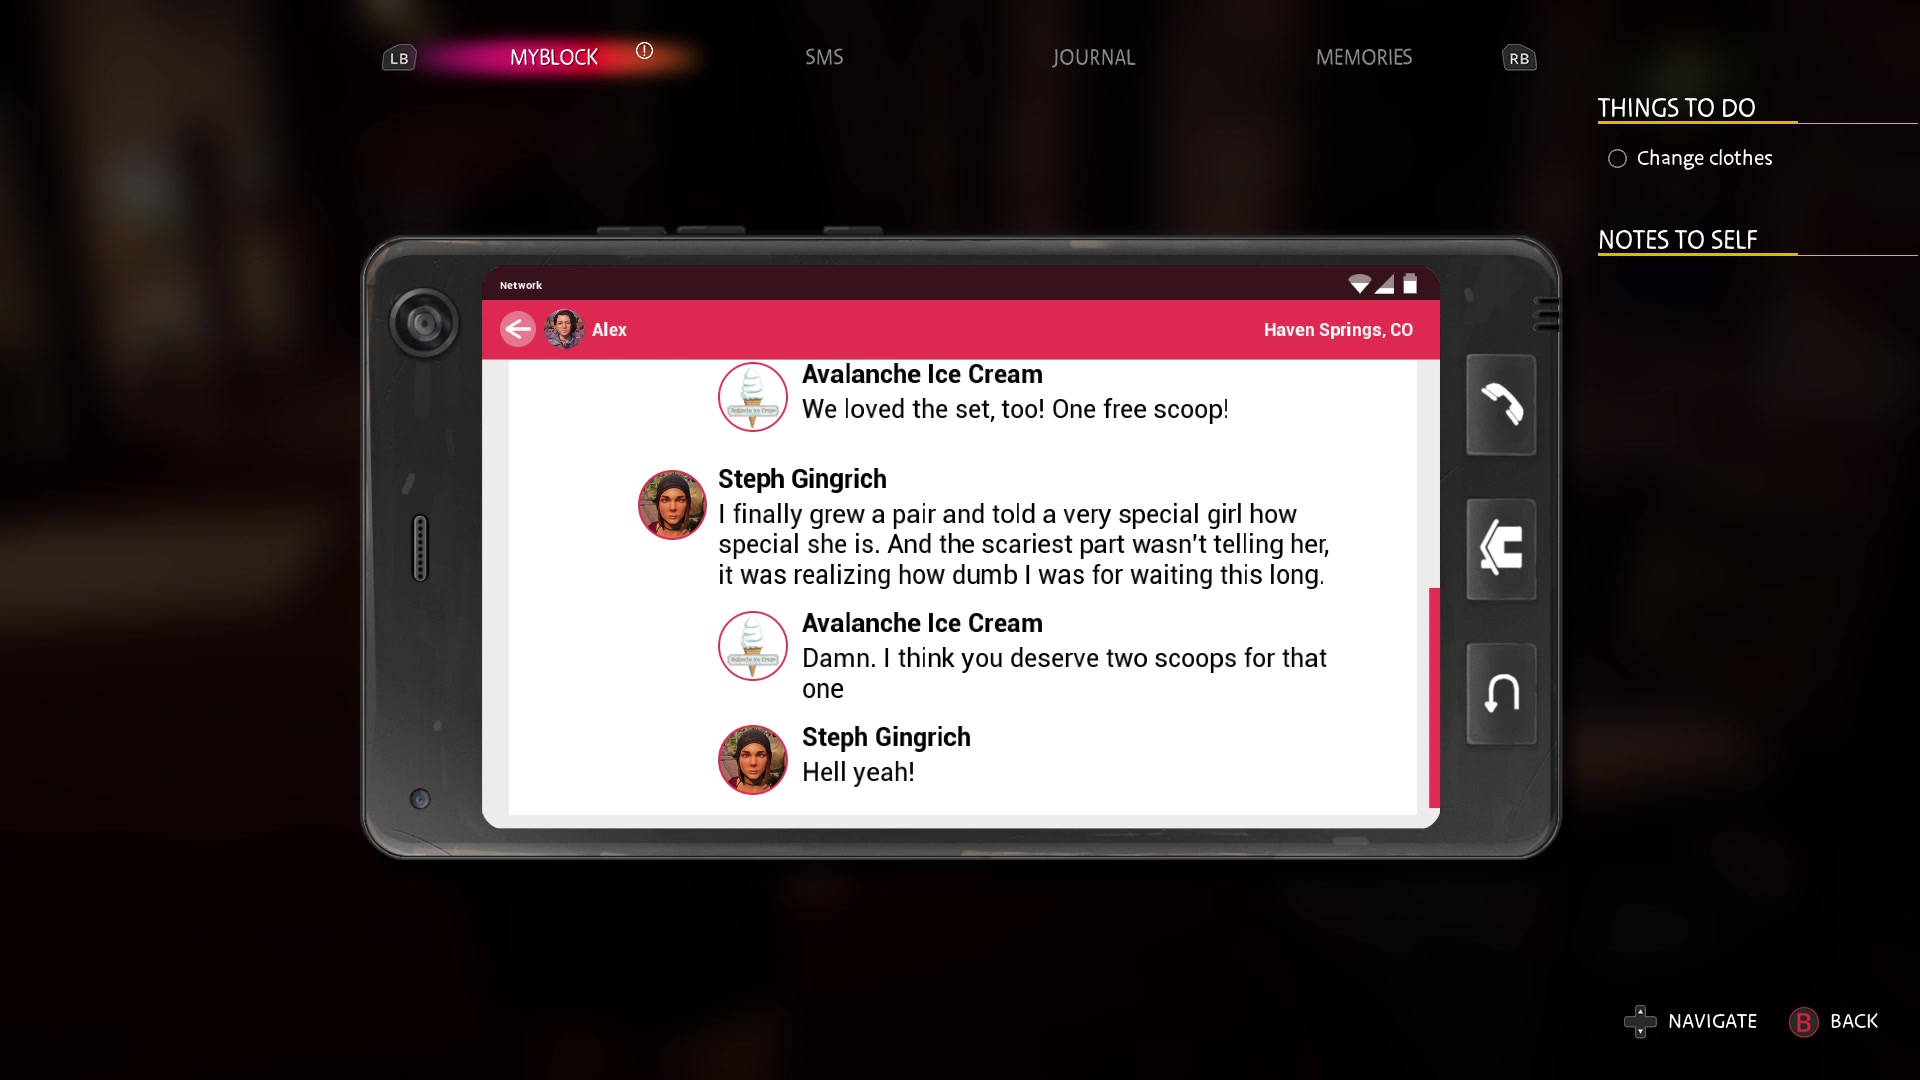 LB
MYBLOCK
SMS
JOURNAL
MEMORIES
RB
THINGS TO DO
Change clothes
NOTES TO SELF
Network
Alex
Haven Springs, CO
Avalanche Ice Cream
We loved the set, too! One free scoop!
Steph Gingrich
I finally grew a pair and told a very special girl how
special she is. And the scariest part wasn't telling her,
it was realizing how dumb I was for waiting this long.
Avalanche Ice Cream
Damn. I think you deserve two scoops for that
one
Steph Gingrich
Hell yeah!
NAVIGATE
B BACK